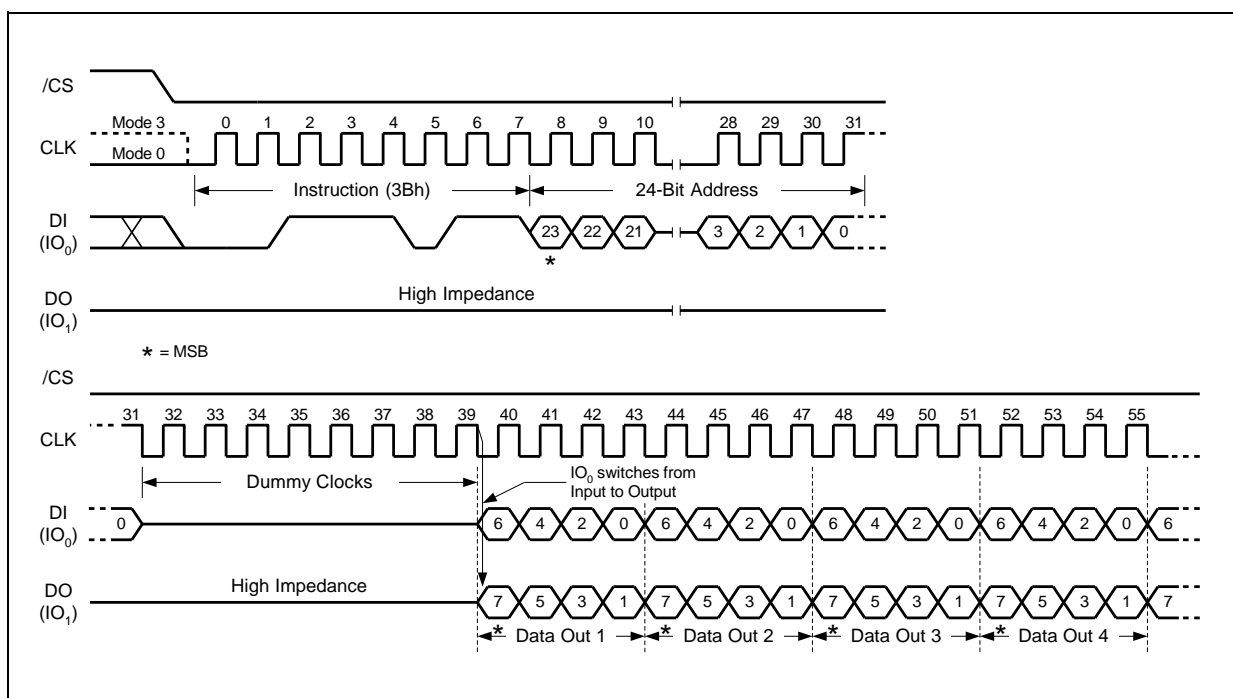 /CS
Mode 3 0 1 2 3 4 5 6 7 8 9 10 28 29 30 31
CLK
Mode 0
Instruction (3Bh) 24-Bit Address
DI
(IO0) 23 22 21 3 2 1 0
*
DO High Impedance
(IO1)
* = MSB
/CS
31 32 33 34 35 36 37 38 39 40 41 42 43 44 45 46 47 48 49 50 51 52 53 54 55
CLK
Dummy Clocks
IO0 switches from
Input to Output
DI
(IO0) 0 6 4 2 0 6 4 2 0 6 4 2 0 6 4 2 0 6
DO High Impedance
(IO1) 7 5 3 1 7 5 3 1 7 5 3 1 7 5 3 1 7
* Data Out 1 * Data Out 2 * Data Out 3 * Data Out 4